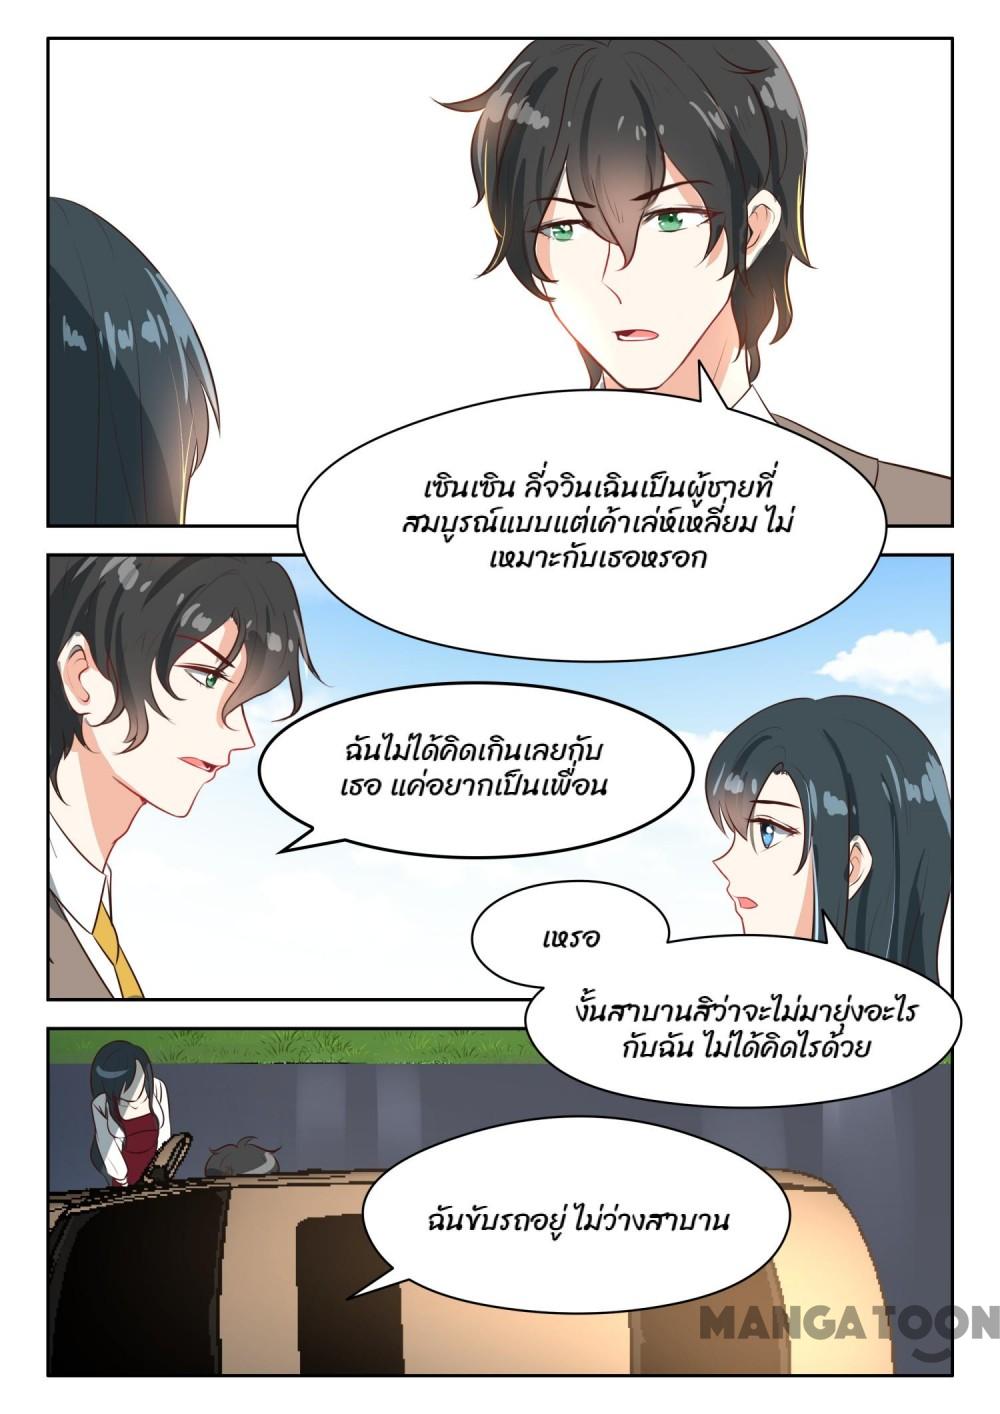 เซินเซิน ลี่จวินเฉินเป็นผู้ชายที่
สมบูรณ์แบบแต่เค้าเล่ห์เหลี่ยม ไม่
เหมาะกับเธอหรอก
ฉันไม่ได้คิดเกินเลยกับ
เธอ แค่อยากเป็นเพื่อน
เหรอ
งั้นสาบานสิว่าจะไม่มายุ่งอะไร
กับฉัน ไม่ได้คิดไรด้วย
ฉันขับรถอยู่ ไม่ว่างสาบาน
MANGATOON